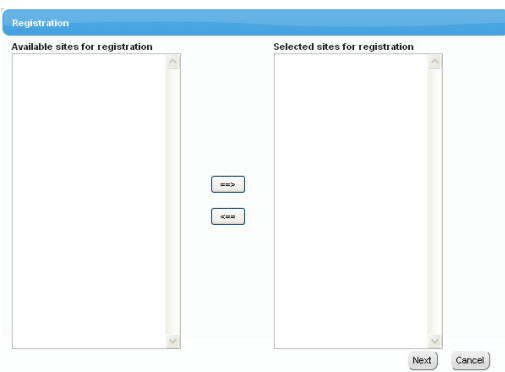 Registration
Available sites for registration
Selected sites for registration
==>
<==
Next
Cancel